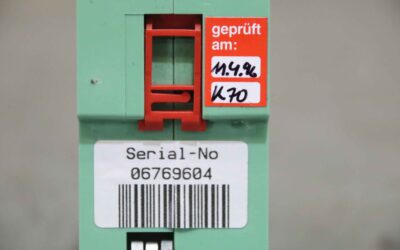 geprüft
am:
11.4.96
K70
Serial-No
06769604